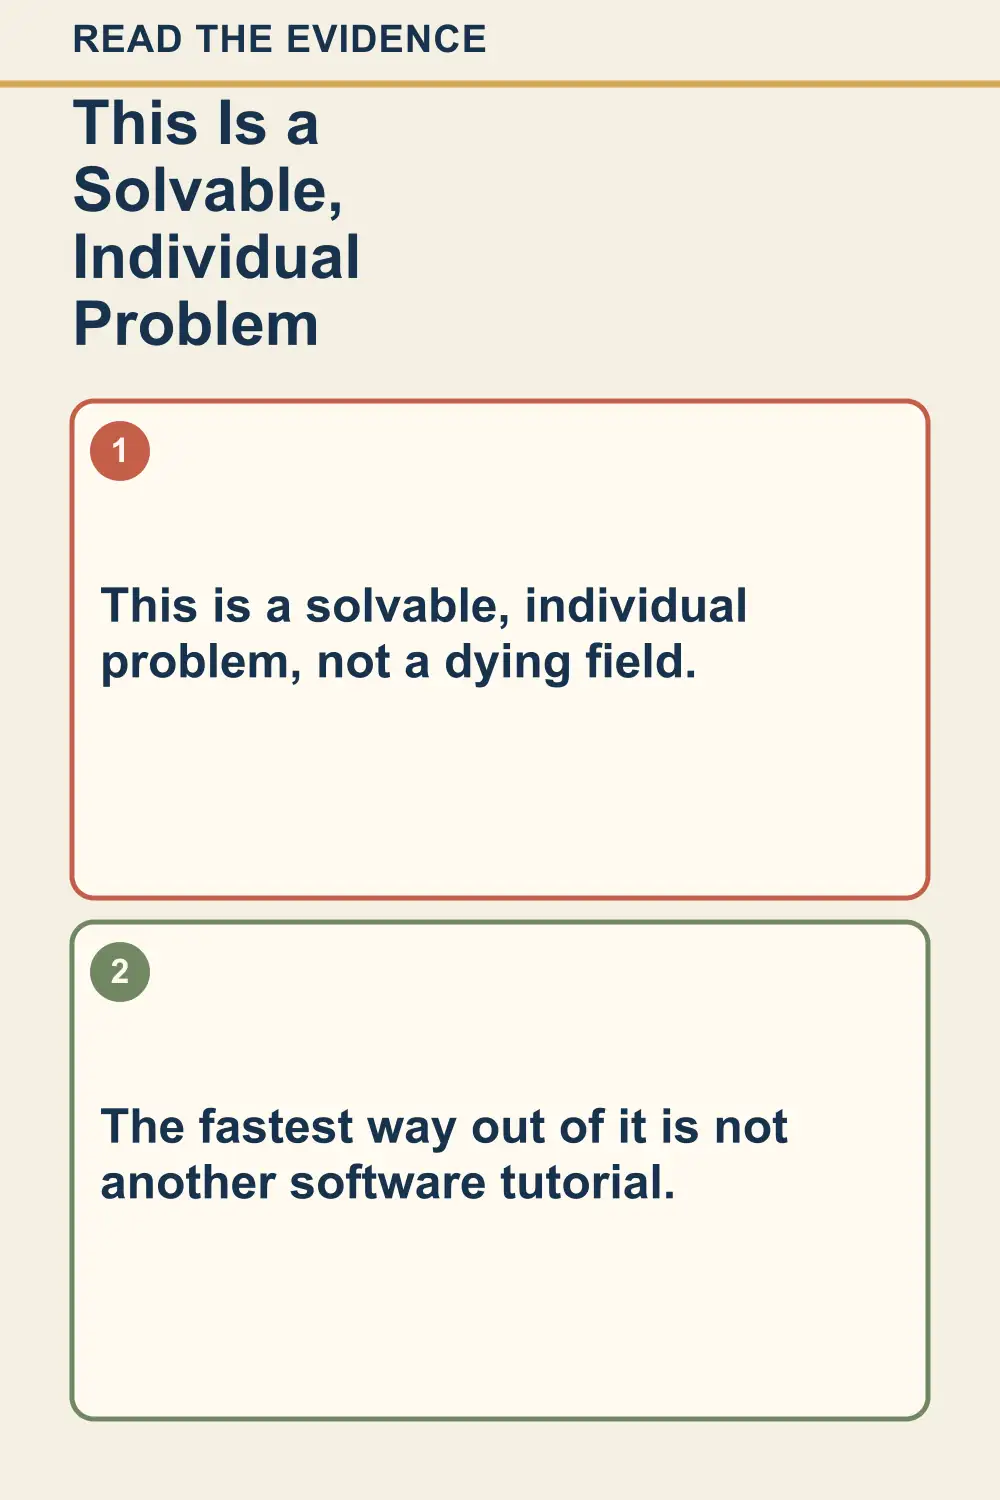 READ THE EVIDENCE
This Is a
Solvable,
Individual
Problem
1
This is a solvable, individual
problem, not a dying field.
2
The fastest way out of it is not
another software tutorial.